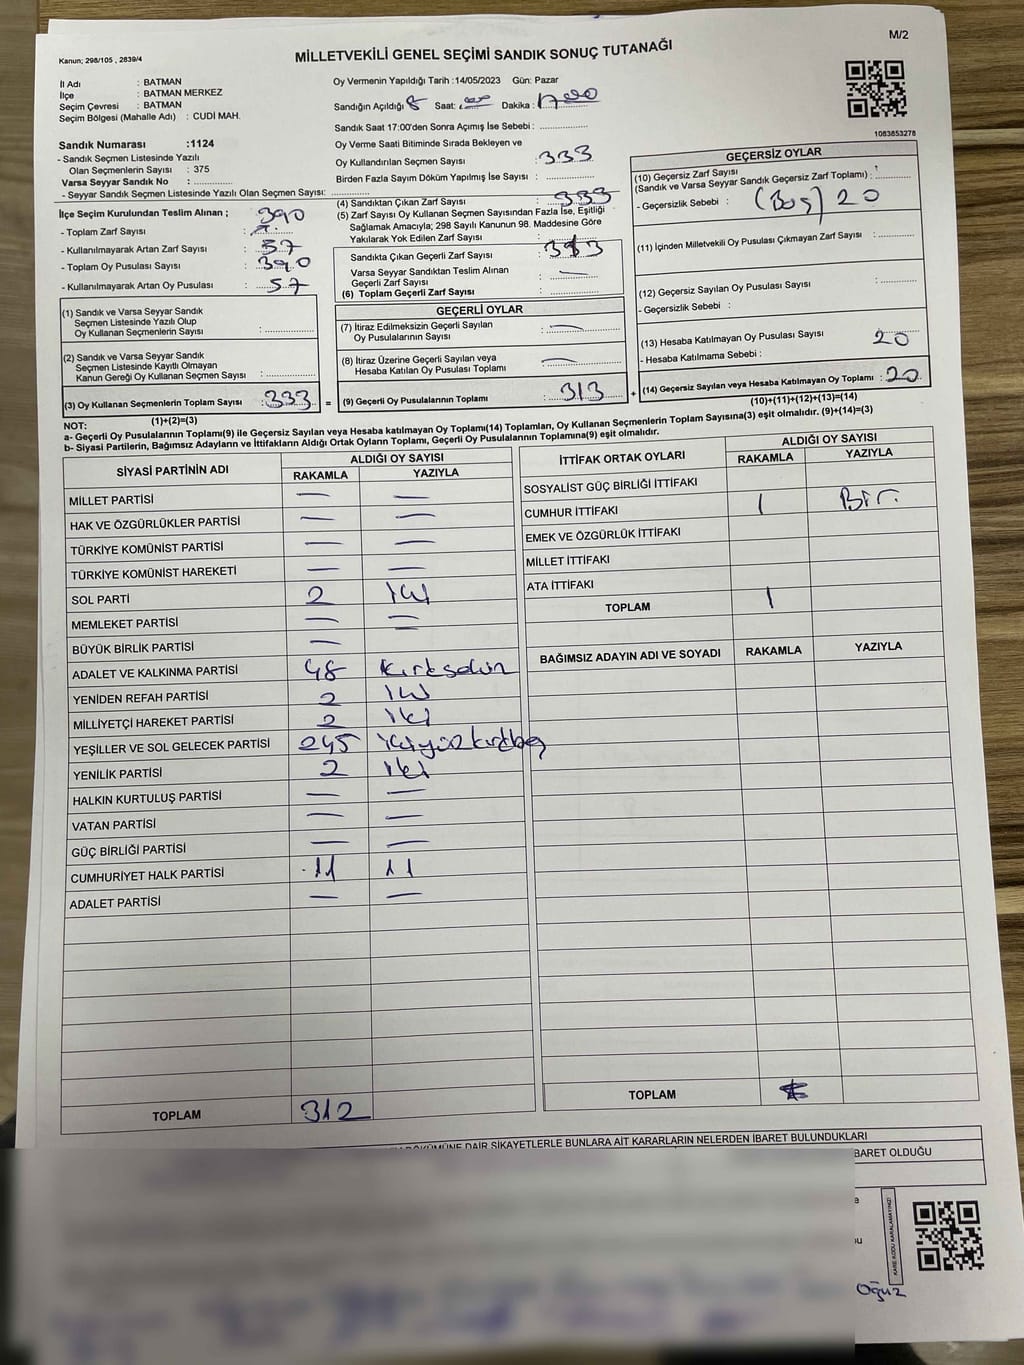 M/2
Kanun; 298/105 , 2839/4
MİLLETVEKİLİ GENEL SEÇİMİ SANDIK SONUÇ TUTANAĞI
İl Adı : BATMAN
İlçe : BATMAN MERKEZ
Seçim Çevresi : BATMAN
Seçim Bölgesi (Mahalle Adı) : CUDİ MAH.
Oy Vermenin Yapıldığı Tarih :14/05/2023 Gün: Pazar
Sandığın Açıldığı 8 Saat: Dakika : 17:00
Sandık Saat 17:00'den Sonra Açımış İse Sebebi:
1083853278
Sandık Numarası :1124
- Sandık Seçmen Listesinde Yazılı
Olan Seçmenlerin Sayısı : 375
Varsa Seyyar Sandık No :
- Seyyar Sandık Seçmen Listesinde Yazılı Olan Seçmen Sayısı:
Oy Verme Saati Bitiminde Sırada Bekleyen ve
Oy Kullandırılan Seçmen Sayısı : 333
Birden Fazla Sayım Döküm Yapılmış İse Sayısı :
İlçe Seçim Kurulundan Teslim Alınan ;
- Toplam Zarf Sayısı : 390
- Kullanılmayarak Artan Zarf Sayısı : 57
- Toplam Oy Pusulası Sayısı : 390
- Kullanılmayarak Artan Oy Pusulası : 57
(4) Sandıktan Çıkan Zarf Sayısı : 333
(5) Zarf Sayısı Oy Kullanan Seçmen Sayısından Fazla İse, Eşitliği
Sağlamak Amacıyla; 298 Sayılı Kanunun 98. Maddesine Göre
Yakılarak Yok Edilen Zarf Sayısı :
Sandıkta Çıkan Geçerli Zarf Sayısı : 313
Varsa Seyyar Sandıktan Teslim Alınan
Geçerli Zarf Sayısı : —
(6) Toplam Geçerli Zarf Sayısı :
GEÇERSİZ OYLAR
(10) Geçersiz Zarf Sayısı
(Sandık ve Varsa Seyyar Sandık Geçersiz Zarf Toplamı) :
- Geçersizlik Sebebi : (Boş) 20
(11) İçinden Milletvekili Oy Pusulası Çıkmayan Zarf Sayısı :
(12) Geçersiz Sayılan Oy Pusulası Sayısı :
- Geçersizlik Sebebi :
(13) Hesaba Katılmayan Oy Pusulası Sayısı 20
- Hesaba Katılmama Sebebi :
(14) Geçersiz Sayılan veya Hesaba Katılmayan Oy Toplamı : 20
(10)+(11)+(12)+(13)=(14)
(1) Sandık ve Varsa Seyyar Sandık
Seçmen Listesinde Yazılı Olup
Oy Kullanan Seçmenlerin Sayısı :
(2) Sandık ve Varsa Seyyar Sandık
Seçmen Listesinde Kayıtlı Olmayan
Kanun Gereği Oy Kullanan Seçmen Sayısı :
(3) Oy Kullanan Seçmenlerin Toplam Sayısı : 333 =
(1)+(2)=(3)
GEÇERLİ OYLAR
(7) İtiraz Edilmeksizin Geçerli Sayılan
Oy Pusulalarının Sayısı : —
(8) İtiraz Üzerine Geçerli Sayılan veya
Hesaba Katılan Oy Pusulası Toplamı : —
(9) Geçerli Oy Pusulalarının Toplamı : 313 +
NOT:
a- Geçerli Oy Pusulalarının Toplamı(9) ile Geçersiz Sayılan veya Hesaba katılmayan Oy Toplamı(14) Toplamları, Oy Kullanan Seçmenlerin Toplam Sayısına(3) eşit olmalıdır. (9)+(14)=(3)
b- Siyasi Partilerin, Bağımsız Adayların ve İttifakların Aldığı Ortak Oyların Toplamı, Geçerli Oy Pusulalarının Toplamına(9) eşit olmalıdır.
SİYASİ PARTİNİN ADI ALDIĞI OY SAYISI
RAKAMLA YAZIYLA
MİLLET PARTİSİ — —
HAK VE ÖZGÜRLÜKLER PARTİSİ — —
TÜRKİYE KOMÜNİST PARTİSİ — —
TÜRKİYE KOMÜNİST HAREKETİ — —
SOL PARTİ 2 iki
MEMLEKET PARTİSİ — —
BÜYÜK BİRLİK PARTİSİ — —
ADALET VE KALKINMA PARTİSİ 48 Kırksekiz
YENİDEN REFAH PARTİSİ 2 iki
MİLLİYETÇİ HAREKET PARTİSİ 2 iki
YEŞİLLER VE SOL GELECEK PARTİSİ 245 ikiyüzkırkbeş
YENİLİK PARTİSİ 2 iki
HALKIN KURTULUŞ PARTİSİ — —
VATAN PARTİSİ — —
GÜÇ BİRLİĞİ PARTİSİ — —
CUMHURİYET HALK PARTİSİ 11 11
ADALET PARTİSİ — —
TOPLAM 312
İTTİFAK ORTAK OYLARI ALDIĞI OY SAYISI
RAKAMLA YAZIYLA
SOSYALİST GÜÇ BİRLİĞİ İTTİFAKI
CUMHUR İTTİFAKI 1 Bir.
EMEK VE ÖZGÜRLÜK İTTİFAKI
MİLLET İTTİFAKI
ATA İTTİFAKI
TOPLAM 1
BAĞIMSIZ ADAYIN ADI VE SOYADI RAKAMLA YAZIYLA
TOPLAM
DÖKÜMÜNE DAİR ŞİKAYETLERLE BUNLARA AİT KARARLARIN NELERDEN İBARET BULUNDUKLARI
BARET OLDUĞU
KARE KODU KARALAMAYINIZ!
Oğuz